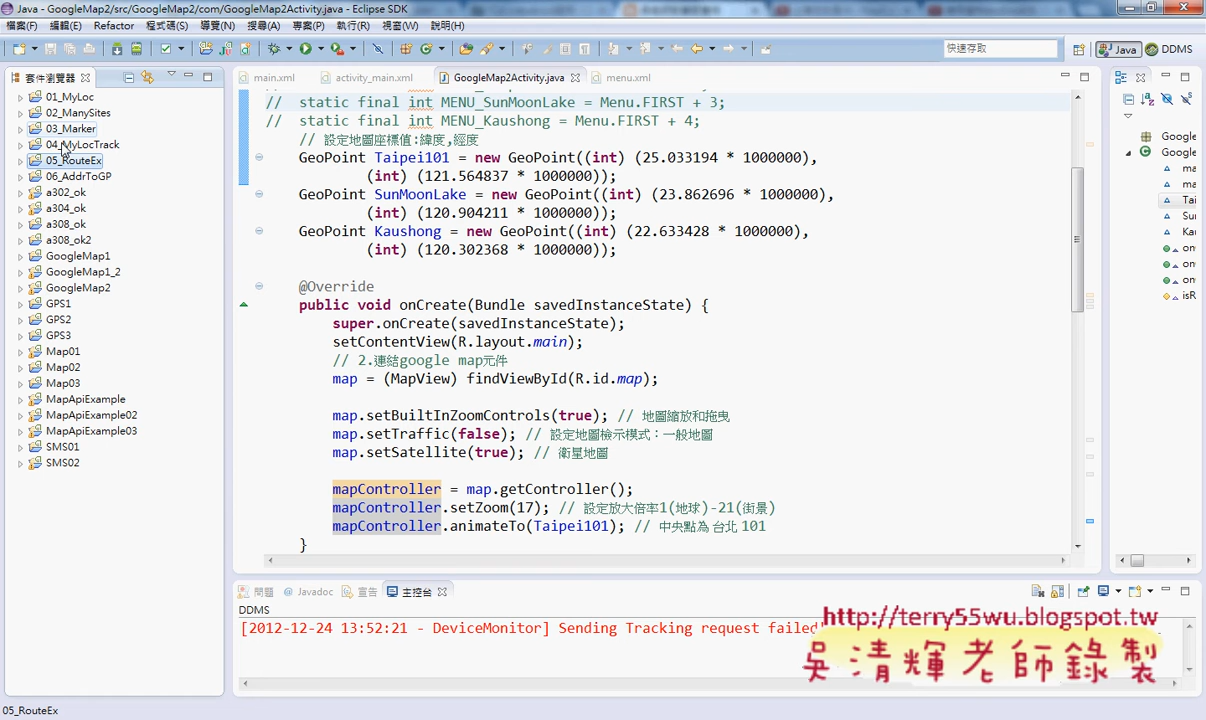 Java - GoogleMap2/src/GoogleMap2/com/GoogleMap2Activity.java - Eclipse SDK
檔案(F) 編輯(E) Refactor 程式碼(S) 導覽(N) 搜尋(A) 專案(P) 執行(R) 視窗(W) 說明(H)
快速存取 Java DDMS
套件瀏覽器 main.xml activity_main.xml GoogleMap2Activity.java menu.xml
01_MyLoc
02_ManySites
03_Marker
04_MyLocTrack
05_RouteEx
06_AddrToGP
a302_ok
a304_ok
a308_ok
a308_ok2
GoogleMap1
GoogleMap1_2
GoogleMap2
GPS1
GPS2
GPS3
Map01
Map02
Map03
MapApiExample
MapApiExample02
MapApiExample03
SMS01
SMS02
// static final int MENU_SunMoonLake = Menu.FIRST + 3;
// static final int MENU_Kaushong = Menu.FIRST + 4;
// 設定地圖座標值:緯度,經度
GeoPoint Taipei101 = new GeoPoint((int) (25.033194 * 1000000),
(int) (121.564837 * 1000000));
GeoPoint SunMoonLake = new GeoPoint((int) (23.862696 * 1000000),
(int) (120.904211 * 1000000));
GeoPoint Kaushong = new GeoPoint((int) (22.633428 * 1000000),
(int) (120.302368 * 1000000));
@Override
public void onCreate(Bundle savedInstanceState) {
super.onCreate(savedInstanceState);
setContentView(R.layout.main);
// 2.連結google map元件
map = (MapView) findViewById(R.id.map);
map.setBuiltInZoomControls(true); // 地圖縮放和拖曳
map.setTraffic(false); // 設定地圖檢示模式：一般地圖
map.setSatellite(true); // 衛星地圖
mapController = map.getController();
mapController.setZoom(17); // 設定放大倍率1(地球)-21(街景)
mapController.animateTo(Taipei101); // 中央點為 台北 101
}
Google
Google
ma
ma
Tai
Su
Ka
on
on
on
isR
問題 @ Javadoc 宣告 主控台
DDMS
[2012-12-24 13:52:21 - DeviceMonitor] Sending Tracking request failed!
http://terry55wu.blogspot.tw
吳清輝老師錄製
05_RouteEx